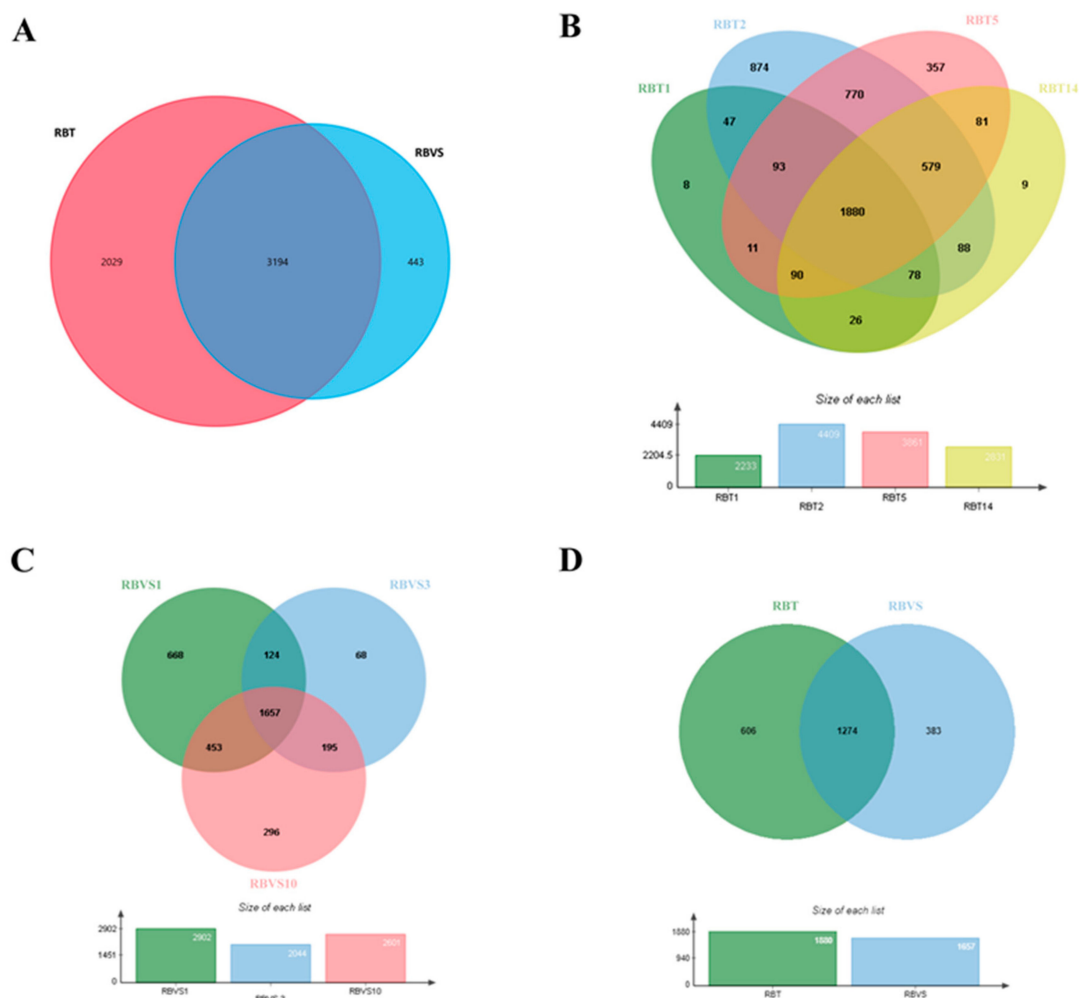 A
RBT
RBVS
2029
3194
443
B
RBT2
RBT5
RBT1
RBT14
874
357
770
47
81
93
579
8
9
1880
11
88
90
78
26
Size of each list
4409
2204.5
0
2233
4409
3861
2831
RBT1
RBT2
RBT5
RBT14
C
RBVS1
RBVS3
668
124
68
1657
453
195
296
RBVS10
Size of each list
2902
1451
0
2902
2044
2601
RBVS1
RBVS10
D
RBT
RBVS
606
1274
383
Size of each list
1880
940
0
1880
1657
RBT
RBVS